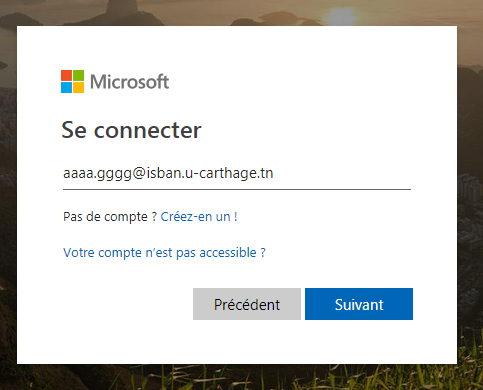 Microsoft
Se connecter
aaaa.gggg@isban.u-carthage.tn
Pas de compte ? Créez-en un !
Votre compte n'est pas accessible ?
Précédent
Suivant